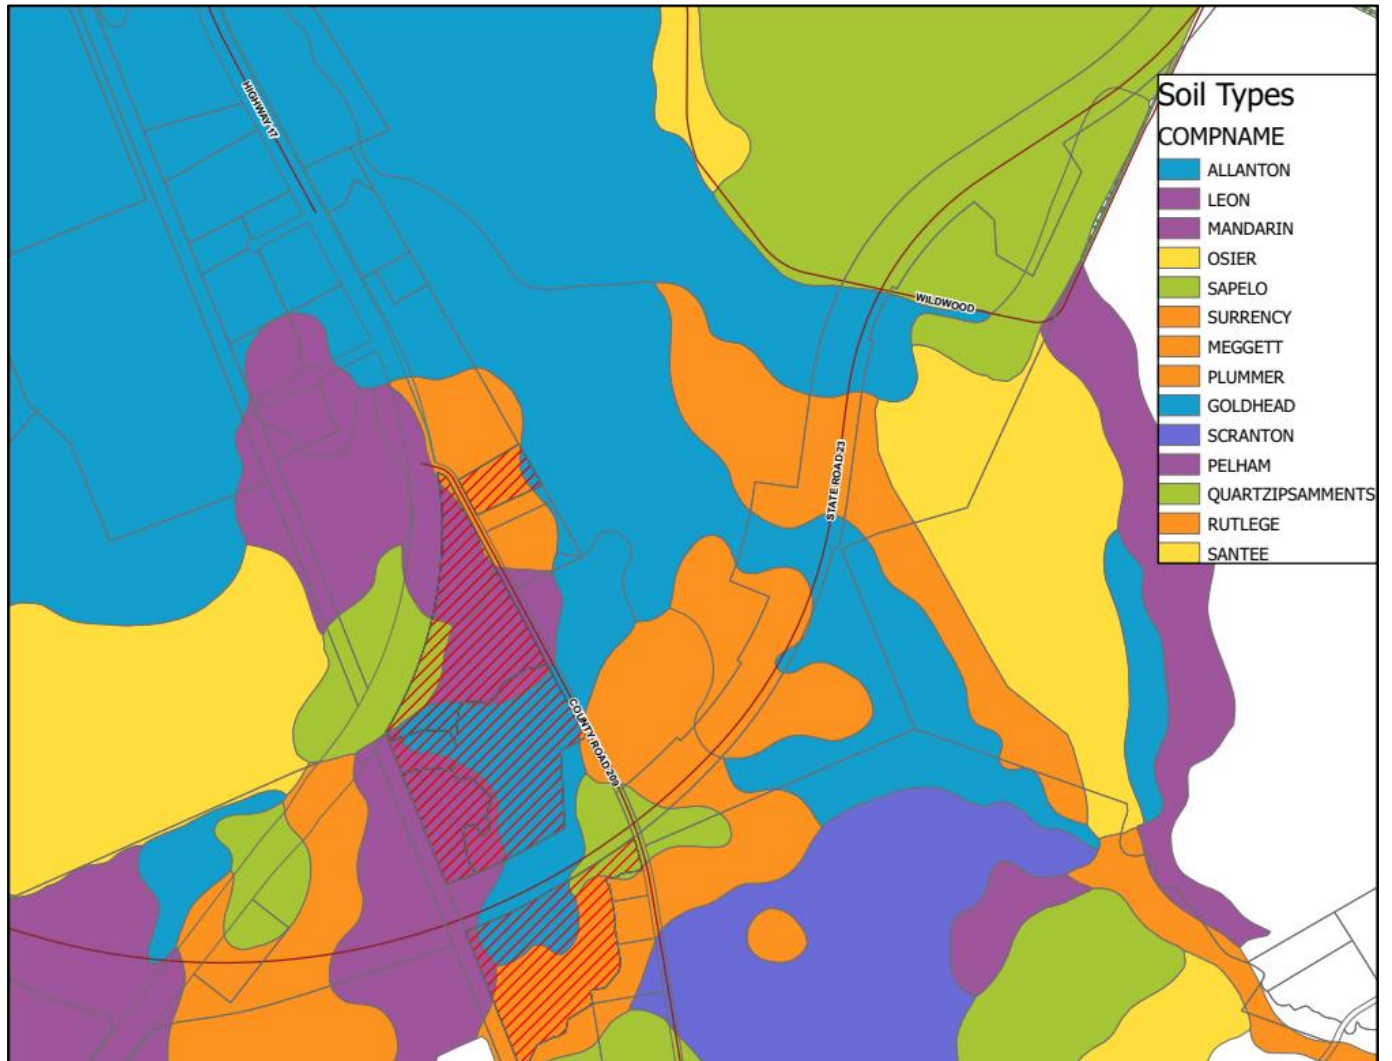 HIGHWAY 17
Soil Types
COMPNAME
ALLANTON
LEON
MANDARIN
OSIER
SAPELO
SURRENCY
MEGGETT
PLUMMER
GOLDHEAD
SCRANTON
PELHAM
QUARTZIPSAMMENTS
RUTLEGE
SANTEE
WILDWOOD
STATE ROAD 23
COUNTY ROAD 209